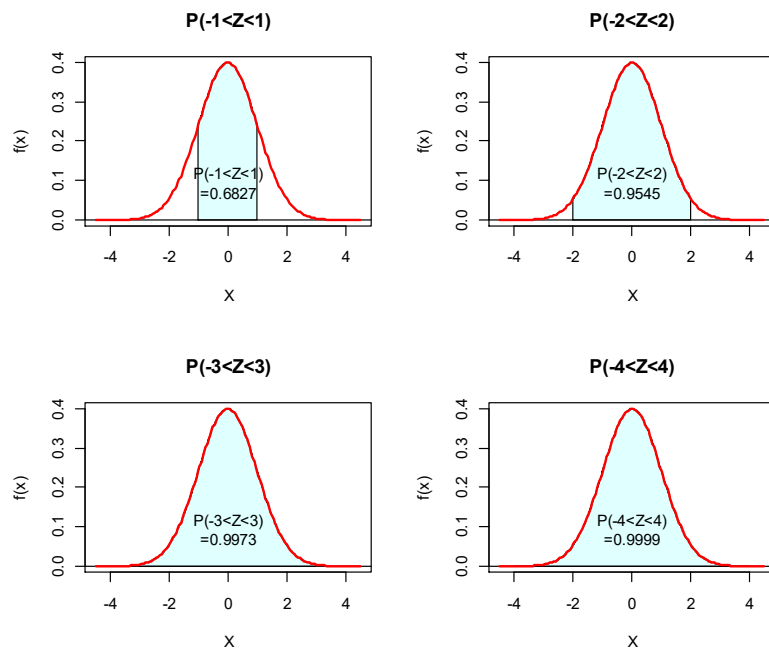 P(-1<Z<1)
f(x)
0.4
0.3
0.2
0.1
0.0
P(-1<Z<1)
=0.6827
-4 -2 0 2 4
X
P(-2<Z<2)
f(x)
0.4
0.3
0.2
0.1
0.0
P(-2<Z<2)
=0.9545
-4 -2 0 2 4
X
P(-3<Z<3)
f(x)
0.4
0.3
0.2
0.1
0.0
P(-3<Z<3)
=0.9973
-4 -2 0 2 4
X
P(-4<Z<4)
f(x)
0.4
0.3
0.2
0.1
0.0
P(-4<Z<4)
=0.9999
-4 -2 0 2 4
X